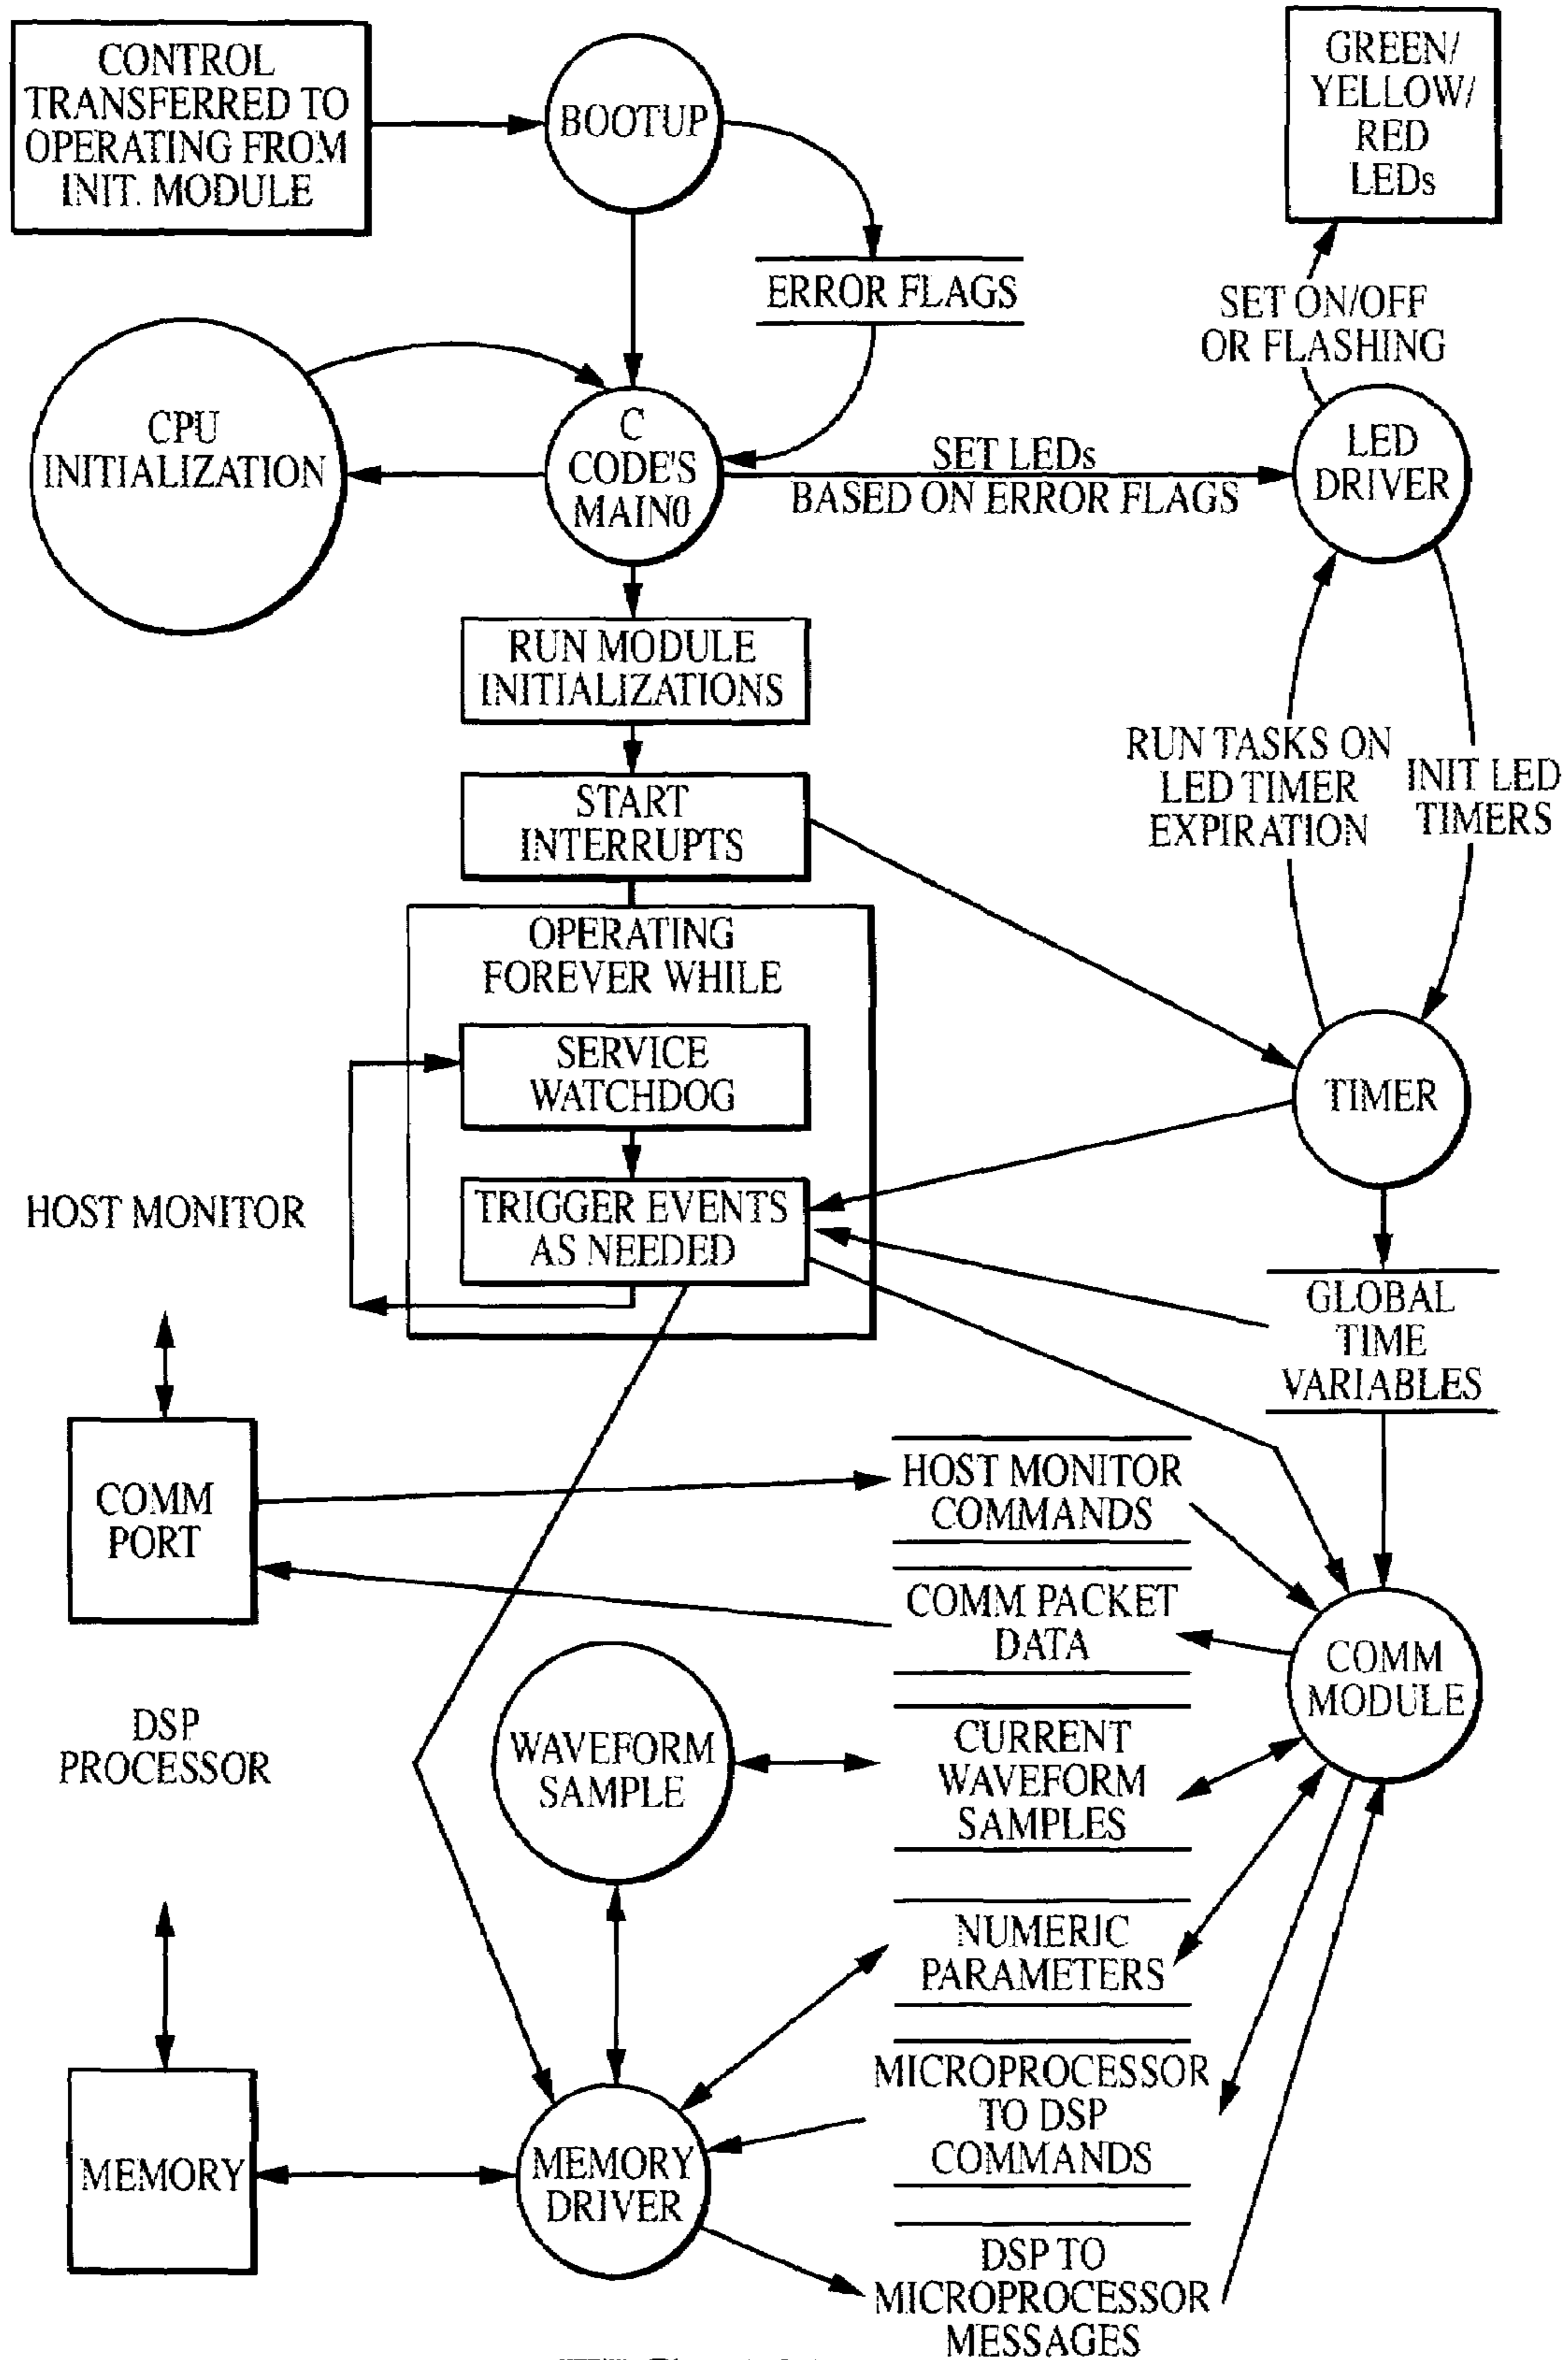 CONTROL
TRANSFERRED TO
OPERATING FROM
INIT. MODULE
BOOTUP
GREEN/
YELLOW/
RED
LEDs
ERROR FLAGS
SET ON/OFF
OR FLASHING
CPU
INITIALIZATION
C
CODE'S
MAIN0
SET LEDs
BASED ON ERROR FLAGS
LED
DRIVER
RUN MODULE
INITIALIZATIONS
RUN TASKS ON
LED TIMER
EXPIRATION
INIT LED
TIMERS
START
INTERRUPTS
OPERATING
FOREVER WHILE
SERVICE
WATCHDOG
TIMER
TRIGGER EVENTS
AS NEEDED
HOST MONITOR
GLOBAL
TIME
VARIABLES
COMM
PORT
HOST MONITOR
COMMANDS
COMM PACKET
DATA
COMM
MODULE
DSP
PROCESSOR
WAVEFORM
SAMPLE
CURRENT
WAVEFORM
SAMPLES
NUMERIC
PARAMETERS
MICROPROCESSOR
TO DSP
COMMANDS
MEMORY
MEMORY
DRIVER
DSP TO
MICROPROCESSOR
MESSAGES